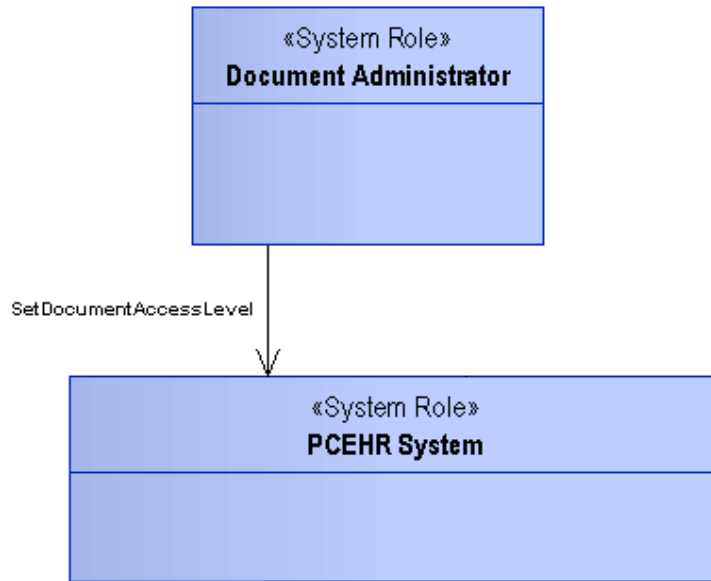 «System Role»
Document Administrator
SetDocumentAccessLevel
«System Role»
PCEHR System